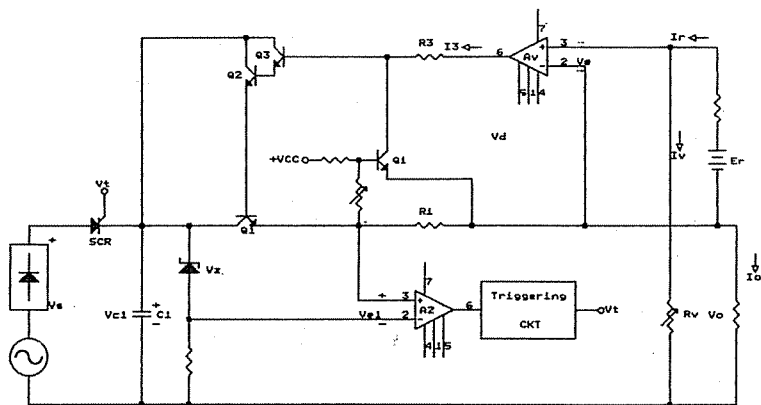 7
Q3
R3
I3
6
Av
+
3
Ir
-
2
Ve
Q2
5
1
4
Vd
Iv
Er
+VCC
Q1
Vt
R1
SCR
Q1
+
Io
Vz
7
Vs
Vc1
+
C1
-
+
3
+
A2
6
Triggering
CKT
Vt
Ve1
-
2
-
Rv
Vo
4
1
5